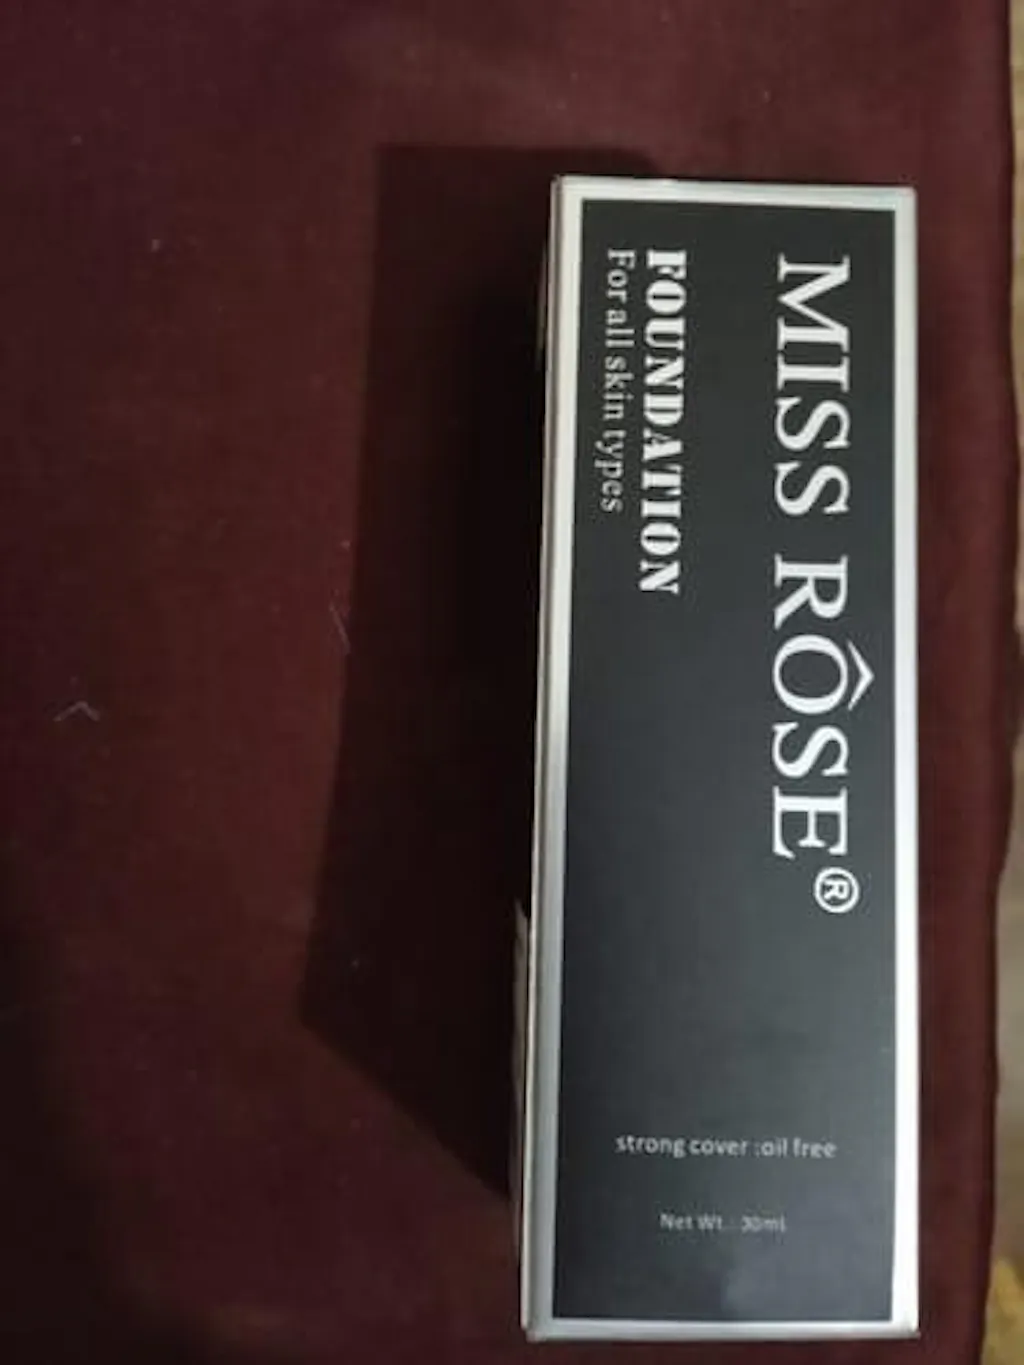 MISS RÔSE®
FOUNDATION
For all skin types
strong cover :oil free
Net Wt. : 30ml